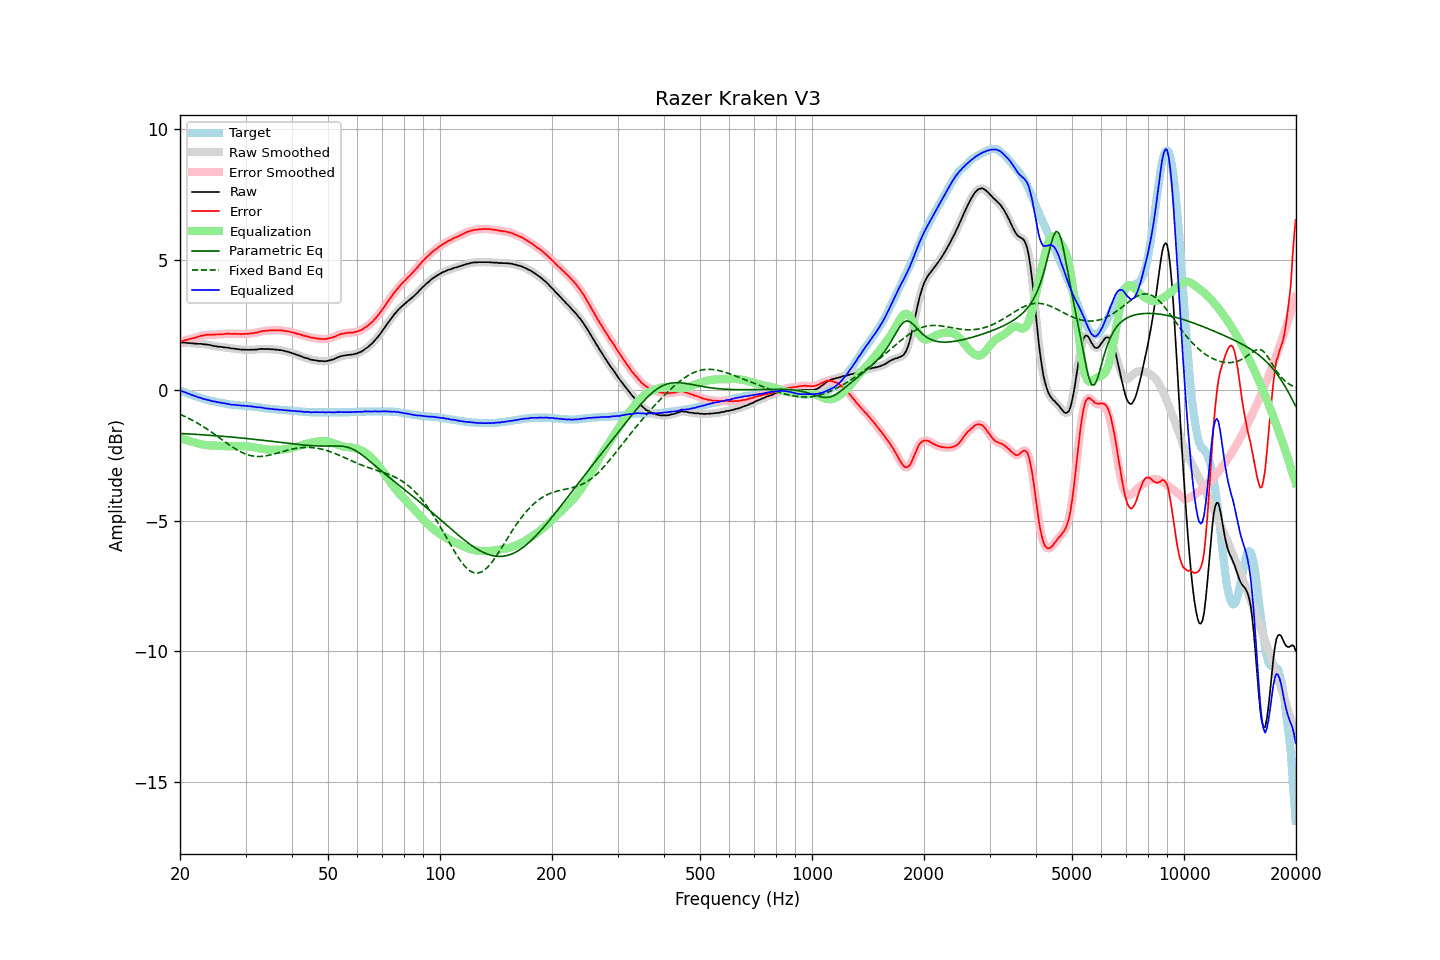 Razer Kraken V3
Target
Raw Smoothed
Error Smoothed
Raw
Error
Equalization
Parametric Eq
Fixed Band Eq
Equalized
10
5
0
−5
−10
−15
Amplitude (dBr)
20
50
100
200
500
1000
2000
5000
10000
20000
Frequency (Hz)